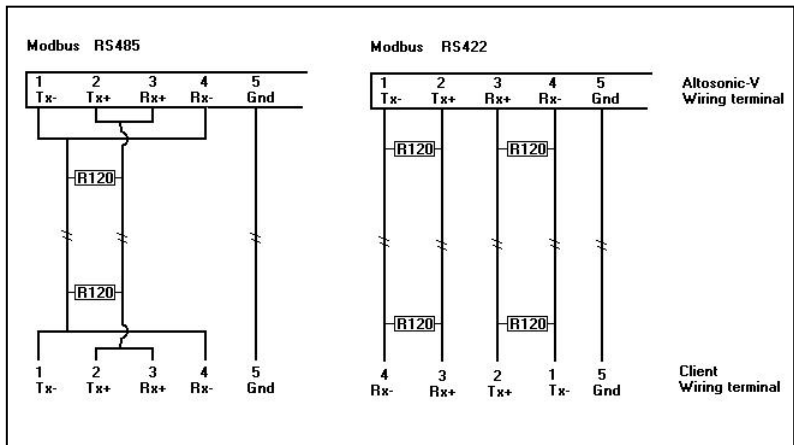 Modbus RS485
1 2 3 4 5
Tx- Tx+ Rx+ Rx- Gnd
R120
R120
1 2 3 4 5
Tx- Tx+ Rx+ Rx- Gnd
Modbus RS422
1 2 3 4 5
Tx- Tx+ Rx+ Rx- Gnd
R120 R120
R120 R120
4 3 2 1 5
Rx- Rx+ Tx+ Tx- Gnd
Altosonic-V
Wiring terminal
Client
Wiring terminal